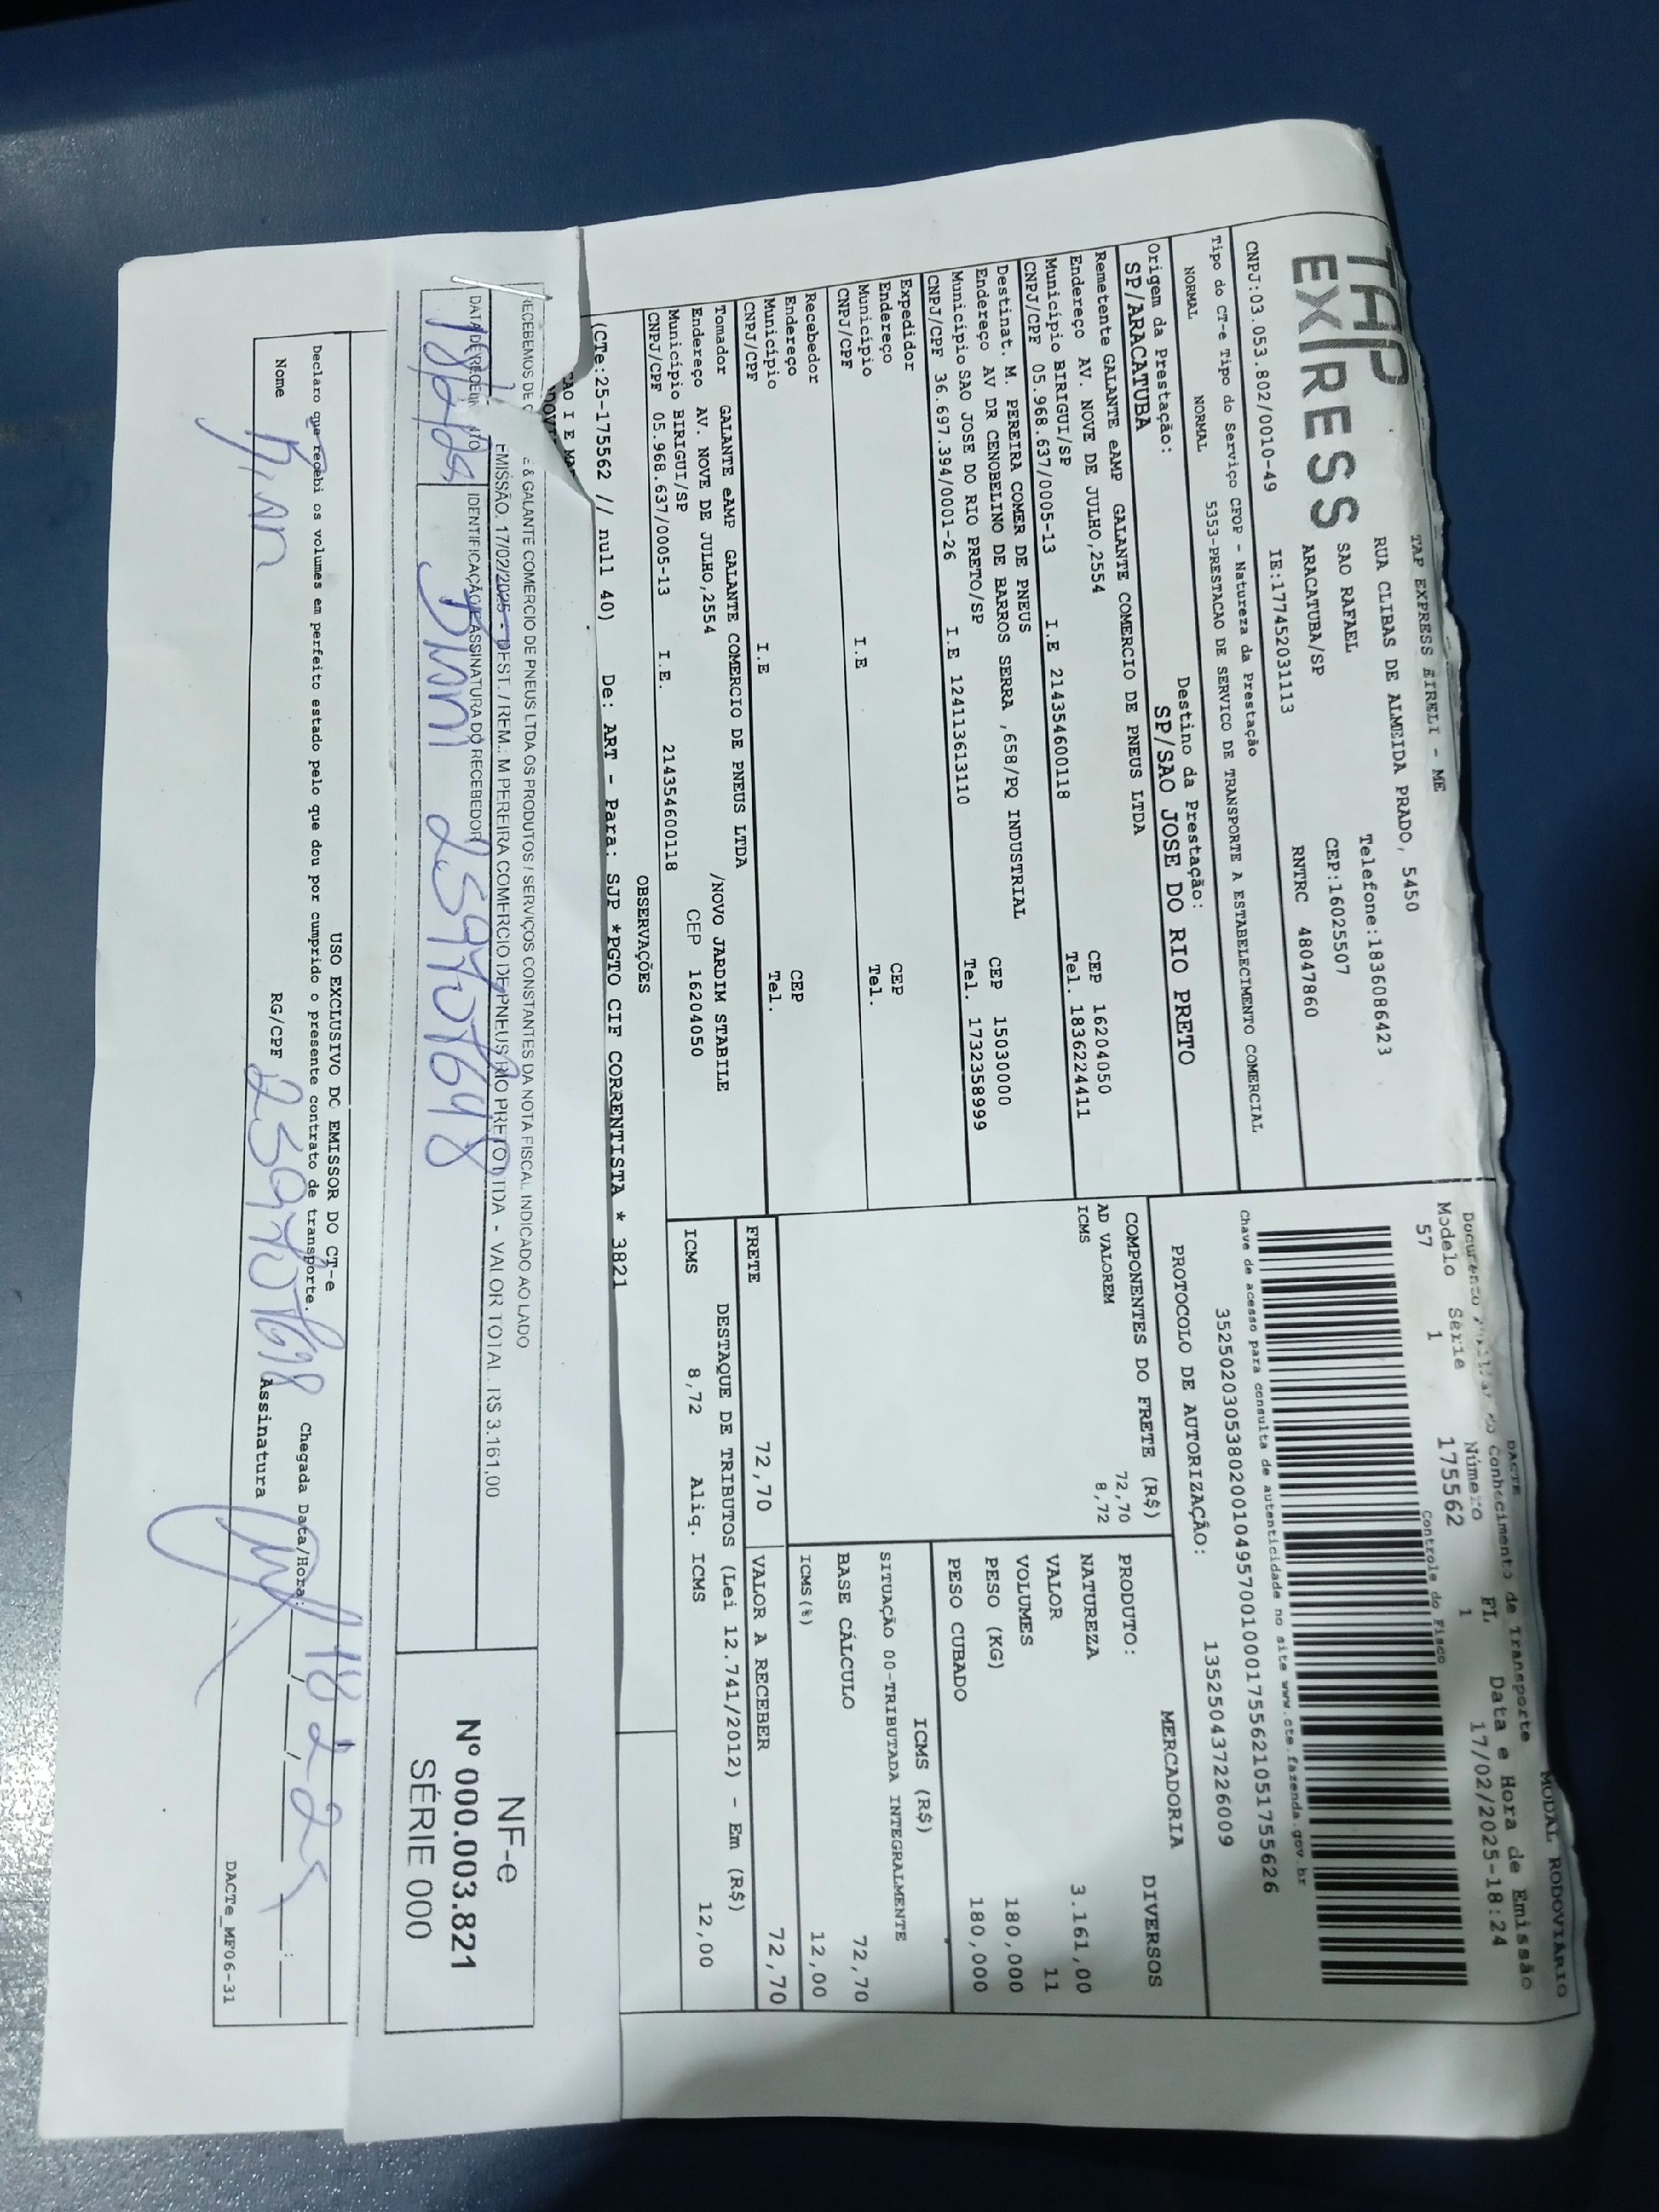 TAP
EXPRESS
TAP EXPRESS EIRELI - ME
RUA CLIBAS DE ALMEIDA PRADO, 5450
SAO RAFAEL Telefone:1836086423
ARACATUBA/SP CEP:16025507
CNPJ:03.053.802/0010-49 IE:177452031113 RNTRC 48047860
MODAL RODOVIÁRIO
DACTE
Conhecimento de Transporte
Modelo Série Número FL Data e Hora de Emissão
57 1 175562 1 17/02/2025-18:24
Controle do Fisco
Chave de acesso para consulta de autenticidade no site www.cte.fazenda.gov.br
35250203053802001049570010001755621051755626
PROTOCOLO DE AUTORIZAÇÃO: 135250437226009
Tipo do CT-e Tipo do Serviço CFOP - Natureza da Prestação
NORMAL NORMAL 5353-PRESTACAO DE SERVICO DE TRANSPORTE A ESTABELECIMENTO COMERCIAL
Origem da Prestação: Destino da Prestação:
SP/ARACATUBA SP/SAO JOSE DO RIO PRETO
Remetente GALANTE eAMP GALANTE COMERCIO DE PNEUS LTDA
Endereço AV. NOVE DE JULHO,2554 CEP 16204050
Município BIRIGUI/SP Tel. 1836224411
CNPJ/CPF 05.968.637/0005-13 I.E 214354600118
Destinat. M. PEREIRA COMER DE PNEUS
Endereço AV DR CENOBELINO DE BARROS SERRA ,658/PQ INDUSTRIAL CEP 15030000
Município SAO JOSE DO RIO PRETO/SP Tel. 1732358999
CNPJ/CPF 36.697.394/0001-26 I.E 124113613110
Expedidor
Endereço CEP
Município Tel.
CNPJ/CPF I.E
Recebedor
Endereço CEP
Município Tel.
CNPJ/CPF I.E
Tomador GALANTE eAMP GALANTE COMERCIO DE PNEUS LTDA
Endereço AV. NOVE DE JULHO,2554 /NOVO JARDIM STABILE
Município BIRIGUI/SP CEP 16204050
CNPJ/CPF 05.968.637/0005-13 I.E. 214354600118
COMPONENTES DO FRETE (R$)
AD VALOREM 72,70
ICMS 8,72
MERCADORIA
PRODUTO: DIVERSOS
NATUREZA
VALOR 3.161,00
VOLUMES 11
PESO (KG) 180,000
PESO CUBADO 180,000
ICMS (R$)
SITUAÇÃO 00-TRIBUTADA INTEGRALMENTE
BASE CÁLCULO 72,70
ICMS(%) 12,00
FRETE 72,70 VALOR A RECEBER 72,70
DESTAQUE DE TRIBUTOS (Lei 12.741/2012) - Em (R$)
ICMS 8,72 Aliq. ICMS 12,00
OBSERVAÇÕES
(CTe:25-175562 // null 40) De: ART - Para: SJP *PGTO CIF CORRENTISTA * 3821
RECEBEMOS DE & GALANTE COMERCIO DE PNEUS LTDA OS PRODUTOS / SERVIÇOS CONSTANTES DA NOTA FISCAL INDICADO AO LADO
EMISSÃO: 17/02/2025 - DEST. / REM.: M PEREIRA COMERCIO DE PNEUS RIO PRETO LTDA - VALOR TOTAL: R$ 3.161,00
IDENTIFICAÇÃO E ASSINATURA DO RECEBEDOR
NF-e
Nº 000.003.821
SÉRIE 000
USO EXCLUSIVO DO EMISSOR DO CT-e
Declaro que recebi os volumes em perfeito estado pelo que dou por cumprido o presente contrato de transporte.
Chegada Data/Hora: 18 2 25
Nome RG/CPF Assinatura
DACTe_MF06-31